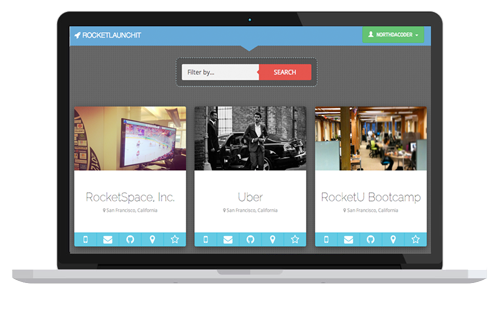 ROCKETLAUNCHIT
NORTHDACODER
Filter by...
SEARCH
RocketSpace, Inc.
San Francisco, California
Uber
San Francisco, California
RocketU Bootcamp
San Francisco, California